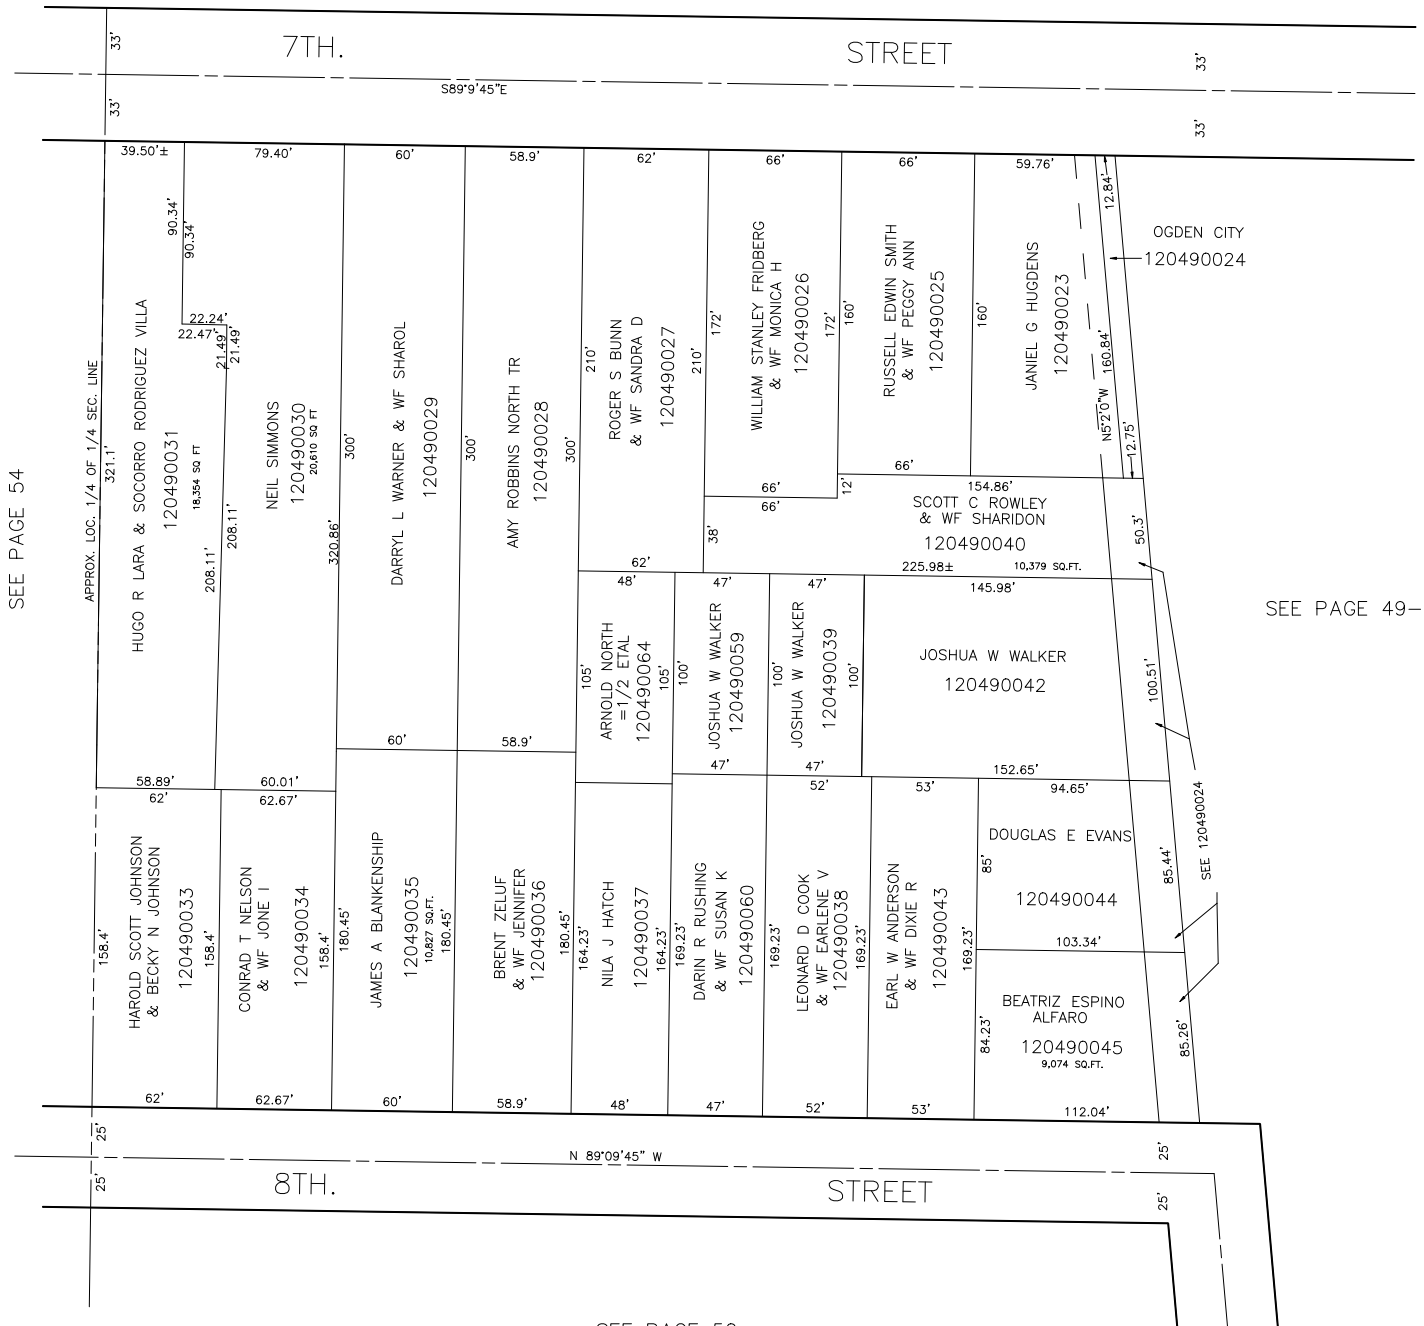 7TH. STREET
33'
33'
33'
33'
S89°9'45"E
39.50'±
79.40'
60'
58.9'
62'
66'
66'
59.76'
12.84'
90.34'
90.34'
22.24'
22.47'
21.49'
21.49'
OGDEN CITY
120490024
APPROX. LOC. 1/4 OF 1/4 SEC. LINE
321.1'
HUGO R LARA & SOCORRO RODRIGUEZ VILLA
120490031
18,354 SQ FT
208.11'
208.11'
NEIL SIMMONS
120490030
20,610 SQ FT
320.86'
300'
DARRYL L WARNER & WF SHAROL
120490029
300'
AMY ROBBINS NORTH TR
120490028
300'
210'
ROGER S BUNN
& WF SANDRA D
120490027
210'
172'
WILLIAM STANLEY FRIDBERG
& WF MONICA H
120490026
172'
160'
RUSSELL EDWIN SMITH
& WF PEGGY ANN
120490025
160'
JANIEL G HUGDENS
120490023
N5°2'0"W
160.84'
12.75'
66'
66'
66'
12'
38'
154.86'
SCOTT C ROWLEY
& WF SHARIDON
120490040
225.98±
10,379 SQ.FT.
50.3'
SEE PAGE 54
SEE PAGE 49-
62'
48'
47'
47'
145.98'
105'
ARNOLD NORTH
=1/2 ETAL
120490064
105'
100'
JOSHUA W WALKER
120490059
100'
JOSHUA W WALKER
120490039
100'
JOSHUA W WALKER
120490042
100.51'
60'
58.9'
47'
47'
152.65'
58.89'
60.01'
62'
62.67'
52'
53'
94.65'
SEE 120490024
158.4'
HAROLD SCOTT JOHNSON
& BECKY N JOHNSON
120490033
158.4'
CONRAD T NELSON
& WF JONE I
120490034
158.4'
180.45'
JAMES A BLANKENSHIP
120490035
10,827 SQ.FT.
180.45'
BRENT ZELUF
& WF JENNIFER
120490036
180.45'
164.23'
NILA J HATCH
120490037
164.23'
169.23'
DARIN R RUSHING
& WF SUSAN K
120490060
169.23'
LEONARD D COOK
& WF EARLENE V
120490038
169.23'
EARL W ANDERSON
& WF DIXIE R
120490043
169.23'
85'
DOUGLAS E EVANS
120490044
85.44'
103.34'
84.23'
BEATRIZ ESPINO
ALFARO
120490045
9,074 SQ.FT.
85.26'
62'
62.67'
60'
58.9'
48'
47'
52'
53'
112.04'
25'
25'
N 89°09'45" W
25'
25'
8TH. STREET